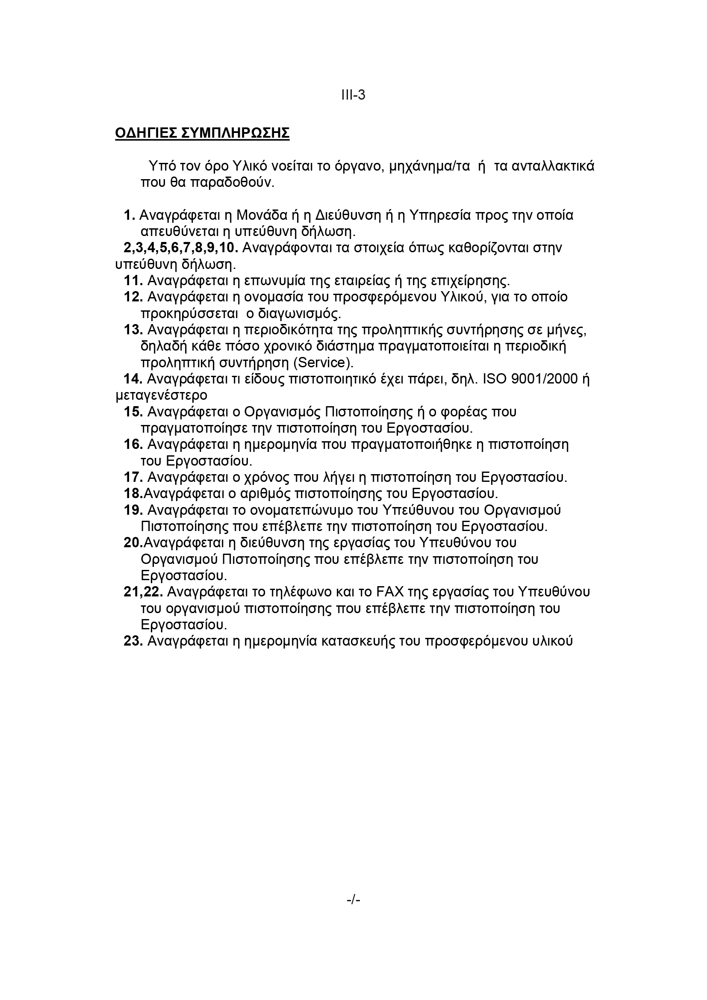 III-3
ΟΔΗΓΙΕΣ ΣΥΜΠΛΗΡΩΣΗΣ
Υπό τον όρο Υλικό νοείται το όργανο, μηχάνημα/τα ή τα ανταλλακτικά
που θα παραδοθούν.
1. Αναγράφεται η Μονάδα ή η Διεύθυνση ή η Υπηρεσία προς την οποία
απευθύνεται η υπεύθυνη δήλωση.
2,3,4,5,6,7,8,9,10. Αναγράφονται τα στοιχεία όπως καθορίζονται στην
υπεύθυνη δήλωση.
11. Αναγράφεται η επωνυμία της εταιρείας ή της επιχείρησης.
12. Αναγράφεται η ονομασία του προσφερόμενου Υλικού, για το οποίο
προκηρύσσεται ο διαγωνισμός.
13. Αναγράφεται η περιοδικότητα της προληπτικής συντήρησης σε μήνες,
δηλαδή κάθε πόσο χρονικό διάστημα πραγματοποιείται η περιοδική
προληπτική συντήρηση (Service).
14. Αναγράφεται τι είδους πιστοποιητικό έχει πάρει, δηλ. ISO 9001/2000 ή
μεταγενέστερο
15. Αναγράφεται ο Οργανισμός Πιστοποίησης ή ο φορέας που
πραγματοποίησε την πιστοποίηση του Εργοστασίου.
16. Αναγράφεται η ημερομηνία που πραγματοποιήθηκε η πιστοποίηση
του Εργοστασίου.
17. Αναγράφεται ο χρόνος που λήγει η πιστοποίηση του Εργοστασίου.
18.Αναγράφεται ο αριθμός πιστοποίησης του Εργοστασίου.
19. Αναγράφεται το ονοματεπώνυμο του Υπεύθυνου του Οργανισμού
Πιστοποίησης που επέβλεπε την πιστοποίηση του Εργοστασίου.
20.Αναγράφεται η διεύθυνση της εργασίας του Υπευθύνου του
Οργανισμού Πιστοποίησης που επέβλεπε την πιστοποίηση του
Εργοστασίου.
21,22. Αναγράφεται το τηλέφωνο και το FAX της εργασίας του Υπευθύνου
του οργανισμού πιστοποίησης που επέβλεπε την πιστοποίηση του
Εργοστασίου.
23. Αναγράφεται η ημερομηνία κατασκευής του προσφερόμενου υλικού
-/-